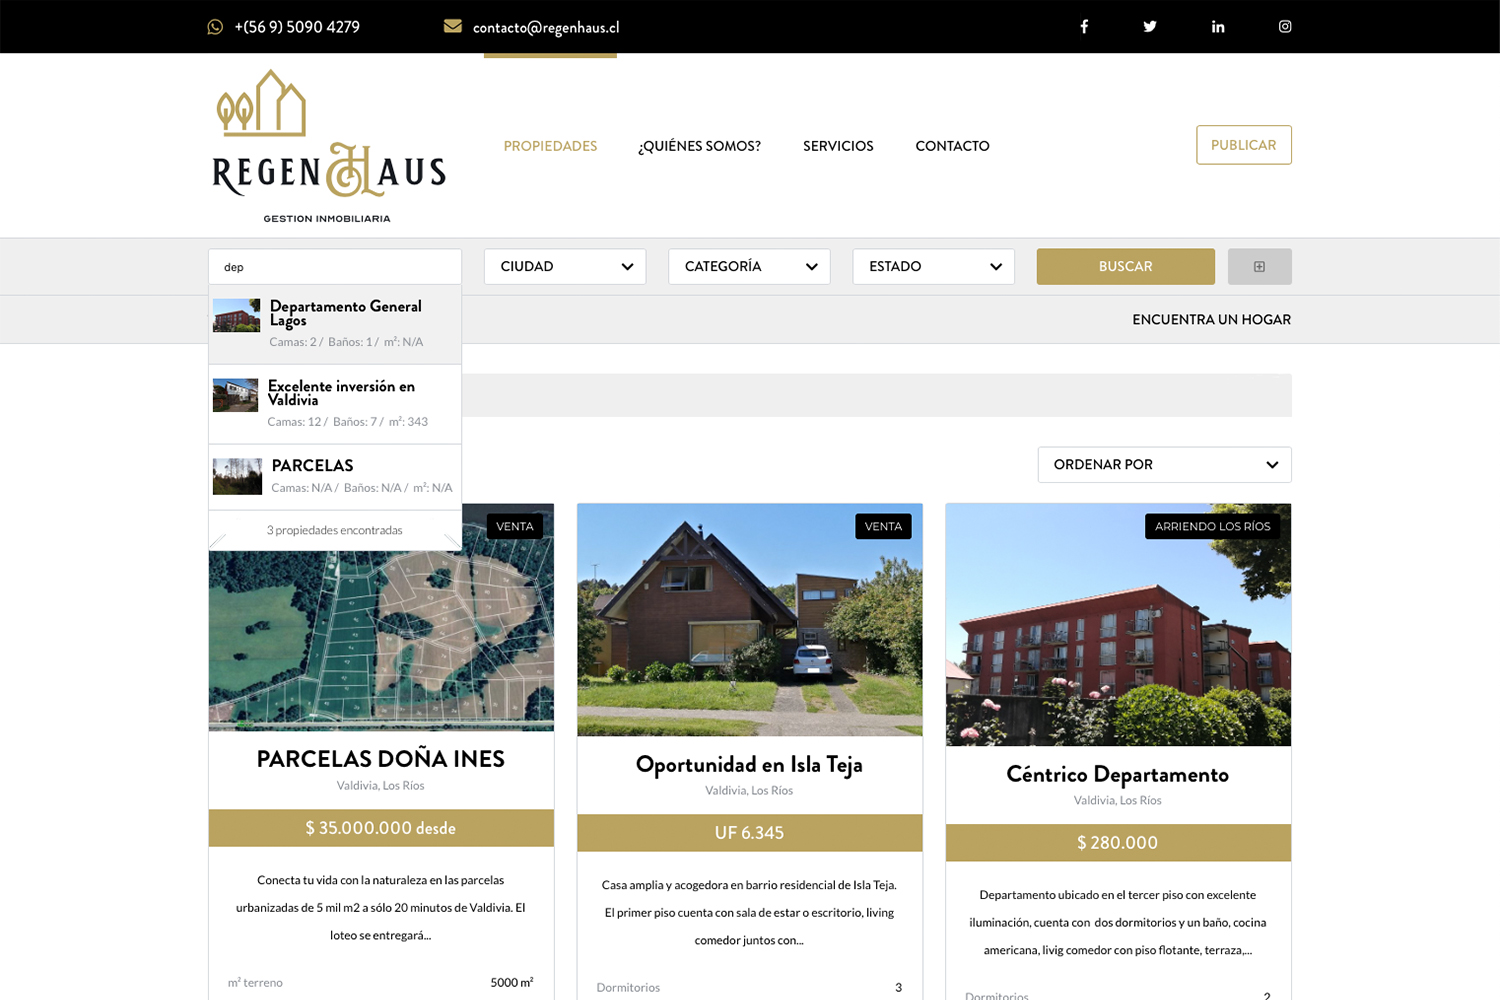 +(56 9) 5090 4279
contacto@regenhaus.cl
REGENHAUS
GESTION INMOBILIARIA
PROPIEDADES
¿QUIÉNES SOMOS?
SERVICIOS
CONTACTO
PUBLICAR
dep
CIUDAD
CATEGORÍA
ESTADO
BUSCAR
ENCUENTRA UN HOGAR
Departamento General
Lagos
Camas: 2 / Baños: 1 / m²: N/A
Excelente inversión en
Valdivia
Camas: 12 / Baños: 7 / m²: 343
PARCELAS
Camas: N/A / Baños: N/A / m²: N/A
3 propiedades encontradas
ORDENAR POR
VENTA
PARCELAS DOÑA INES
Valdivia, Los Ríos
$ 35.000.000 desde
Conecta tu vida con la naturaleza en las parcelas
urbanizadas de 5 mil m2 a sólo 20 minutos de Valdivia. El
loteo se entregará...
m² terreno 5000 m²
VENTA
Oportunidad en Isla Teja
Valdivia, Los Ríos
UF 6.345
Casa amplia y acogedora en barrio residencial de Isla Teja.
El primer piso cuenta con sala de estar o escritorio, living
comedor juntos con...
Dormitorios 3
ARRIENDO LOS RÍOS
Céntrico Departamento
Valdivia, Los Ríos
$ 280.000
Departamento ubicado en el tercer piso con excelente
iluminación, cuenta con dos dormitorios y un baño, cocina
americana, livig comedor con piso flotante, terraza,...
Dormitorios 2